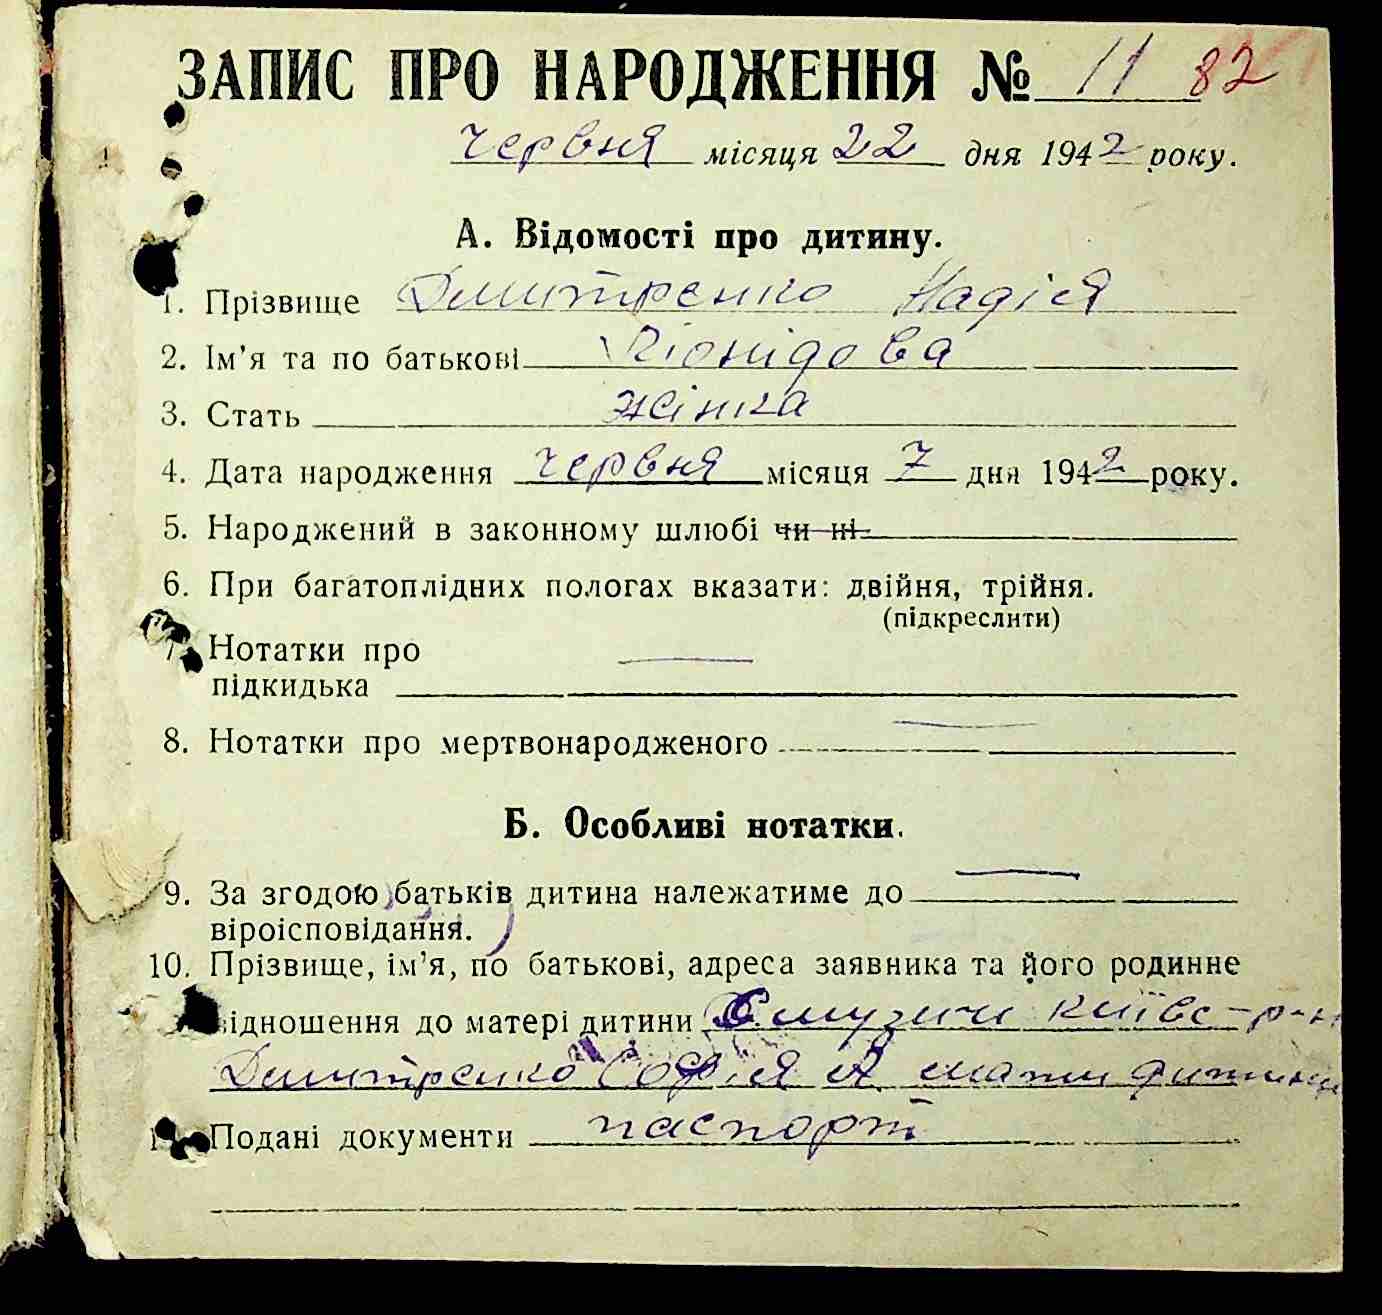 ЗАПИС ПРО НАРОДЖЕННЯ № 11 82
червня місяця 22 дня 1942 року.
А. Відомості про дитину.
1. Прізвище Дмитренко Надія
2. Ім'я та по батькові Ліонідова
3. Стать жінка
4. Дата народження червня місяця 7 дня 1942 року.
5. Народжений в законному шлюбі чи ні.
6. При багатоплідних пологах вказати: двійня, трійня.
(підкреслити)
7. Нотатки про
підкидька
8. Нотатки про мертвонародженого
Б. Особливі нотатки.
9. За згодою батьків дитина належатиме до
віроісповідання.
10. Прізвище, ім'я, по батькові, адреса заявника та його родинне
відношення до матері дитини Київс р-н
Дмитренко Софія А мати дитини
Подані документи паспорт